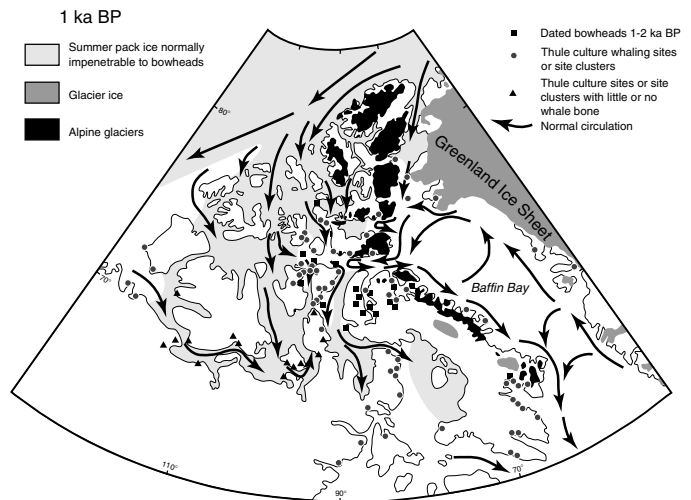 1 ka BP
Summer pack ice normally
impenetrable to bowheads
Glacier ice
Alpine glaciers
Dated bowheads 1-2 ka BP
Thule culture whaling sites
or site clusters
Thule culture sites or site
clusters with little or no
whale bone
Normal circulation
80°
Greenland Ice Sheet
70°
Baffin Bay
110°
90°
70°